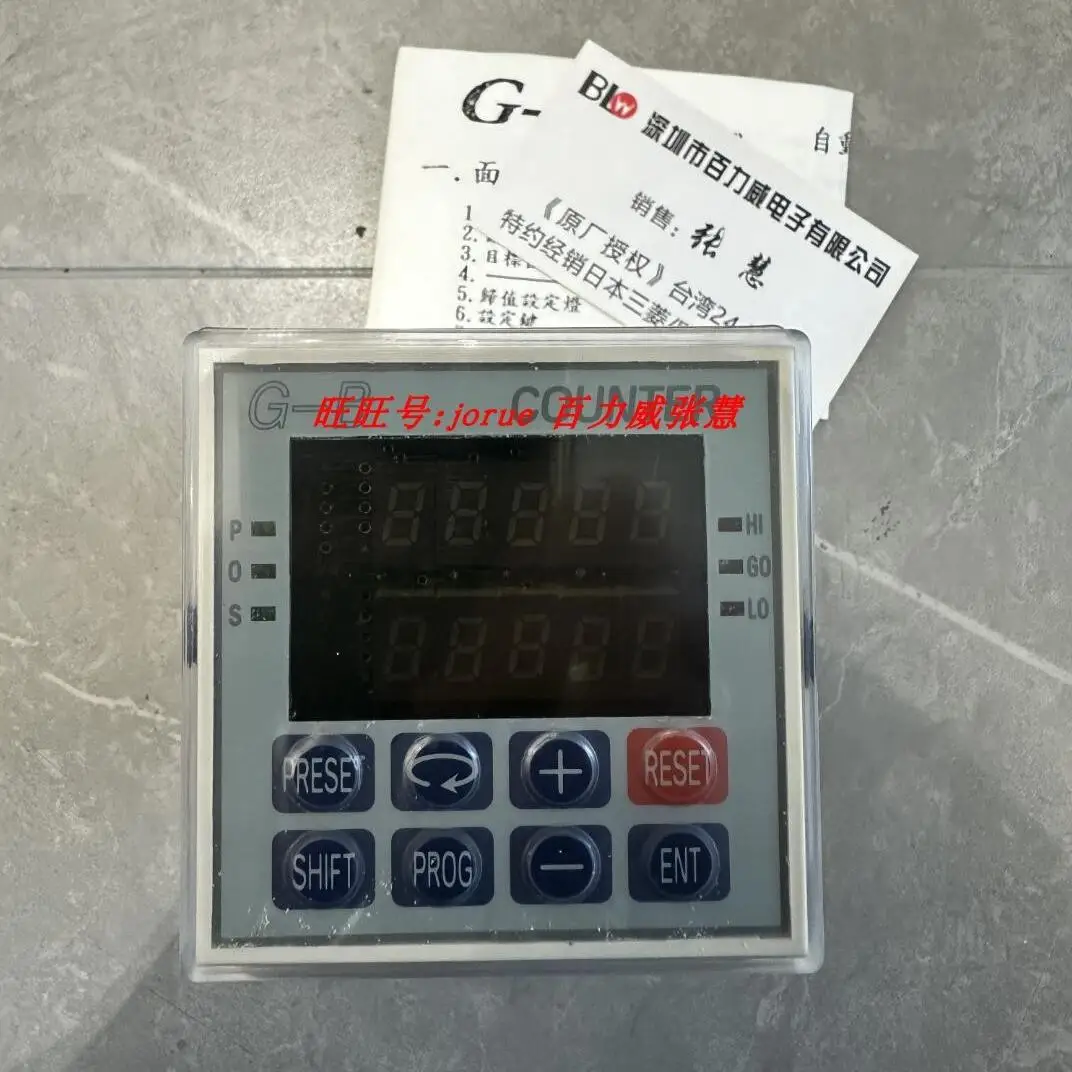 G-
自動
一.面
1
2.
3. 目標
4.
5. 歸值設定燈
6. 設定鍵
BLW 深圳市百力威电子有限公司
销售: 张 慧
《原厂授权》台湾24
特约经销日本三菱
G-D COUNTER
旺旺号:jorue 百力威张慧
P HI
O GO
S LO
PRESET + RESET
SHIFT PROG - ENT